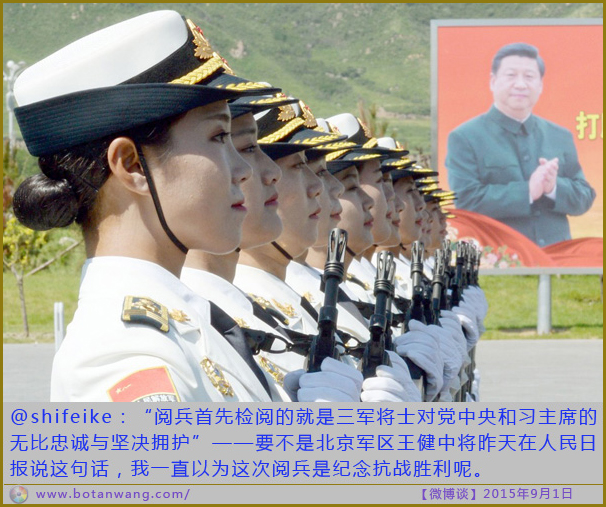 打
@shifeike：“阅兵首先检阅的就是三军将士对党中央和习主席的
无比忠诚与坚决拥护”——要不是北京军区王健中将昨天在人民日
报说这句话，我一直以为这次阅兵是纪念抗战胜利呢。
www.botanwang.com/ 【微博谈】2015年9月1日